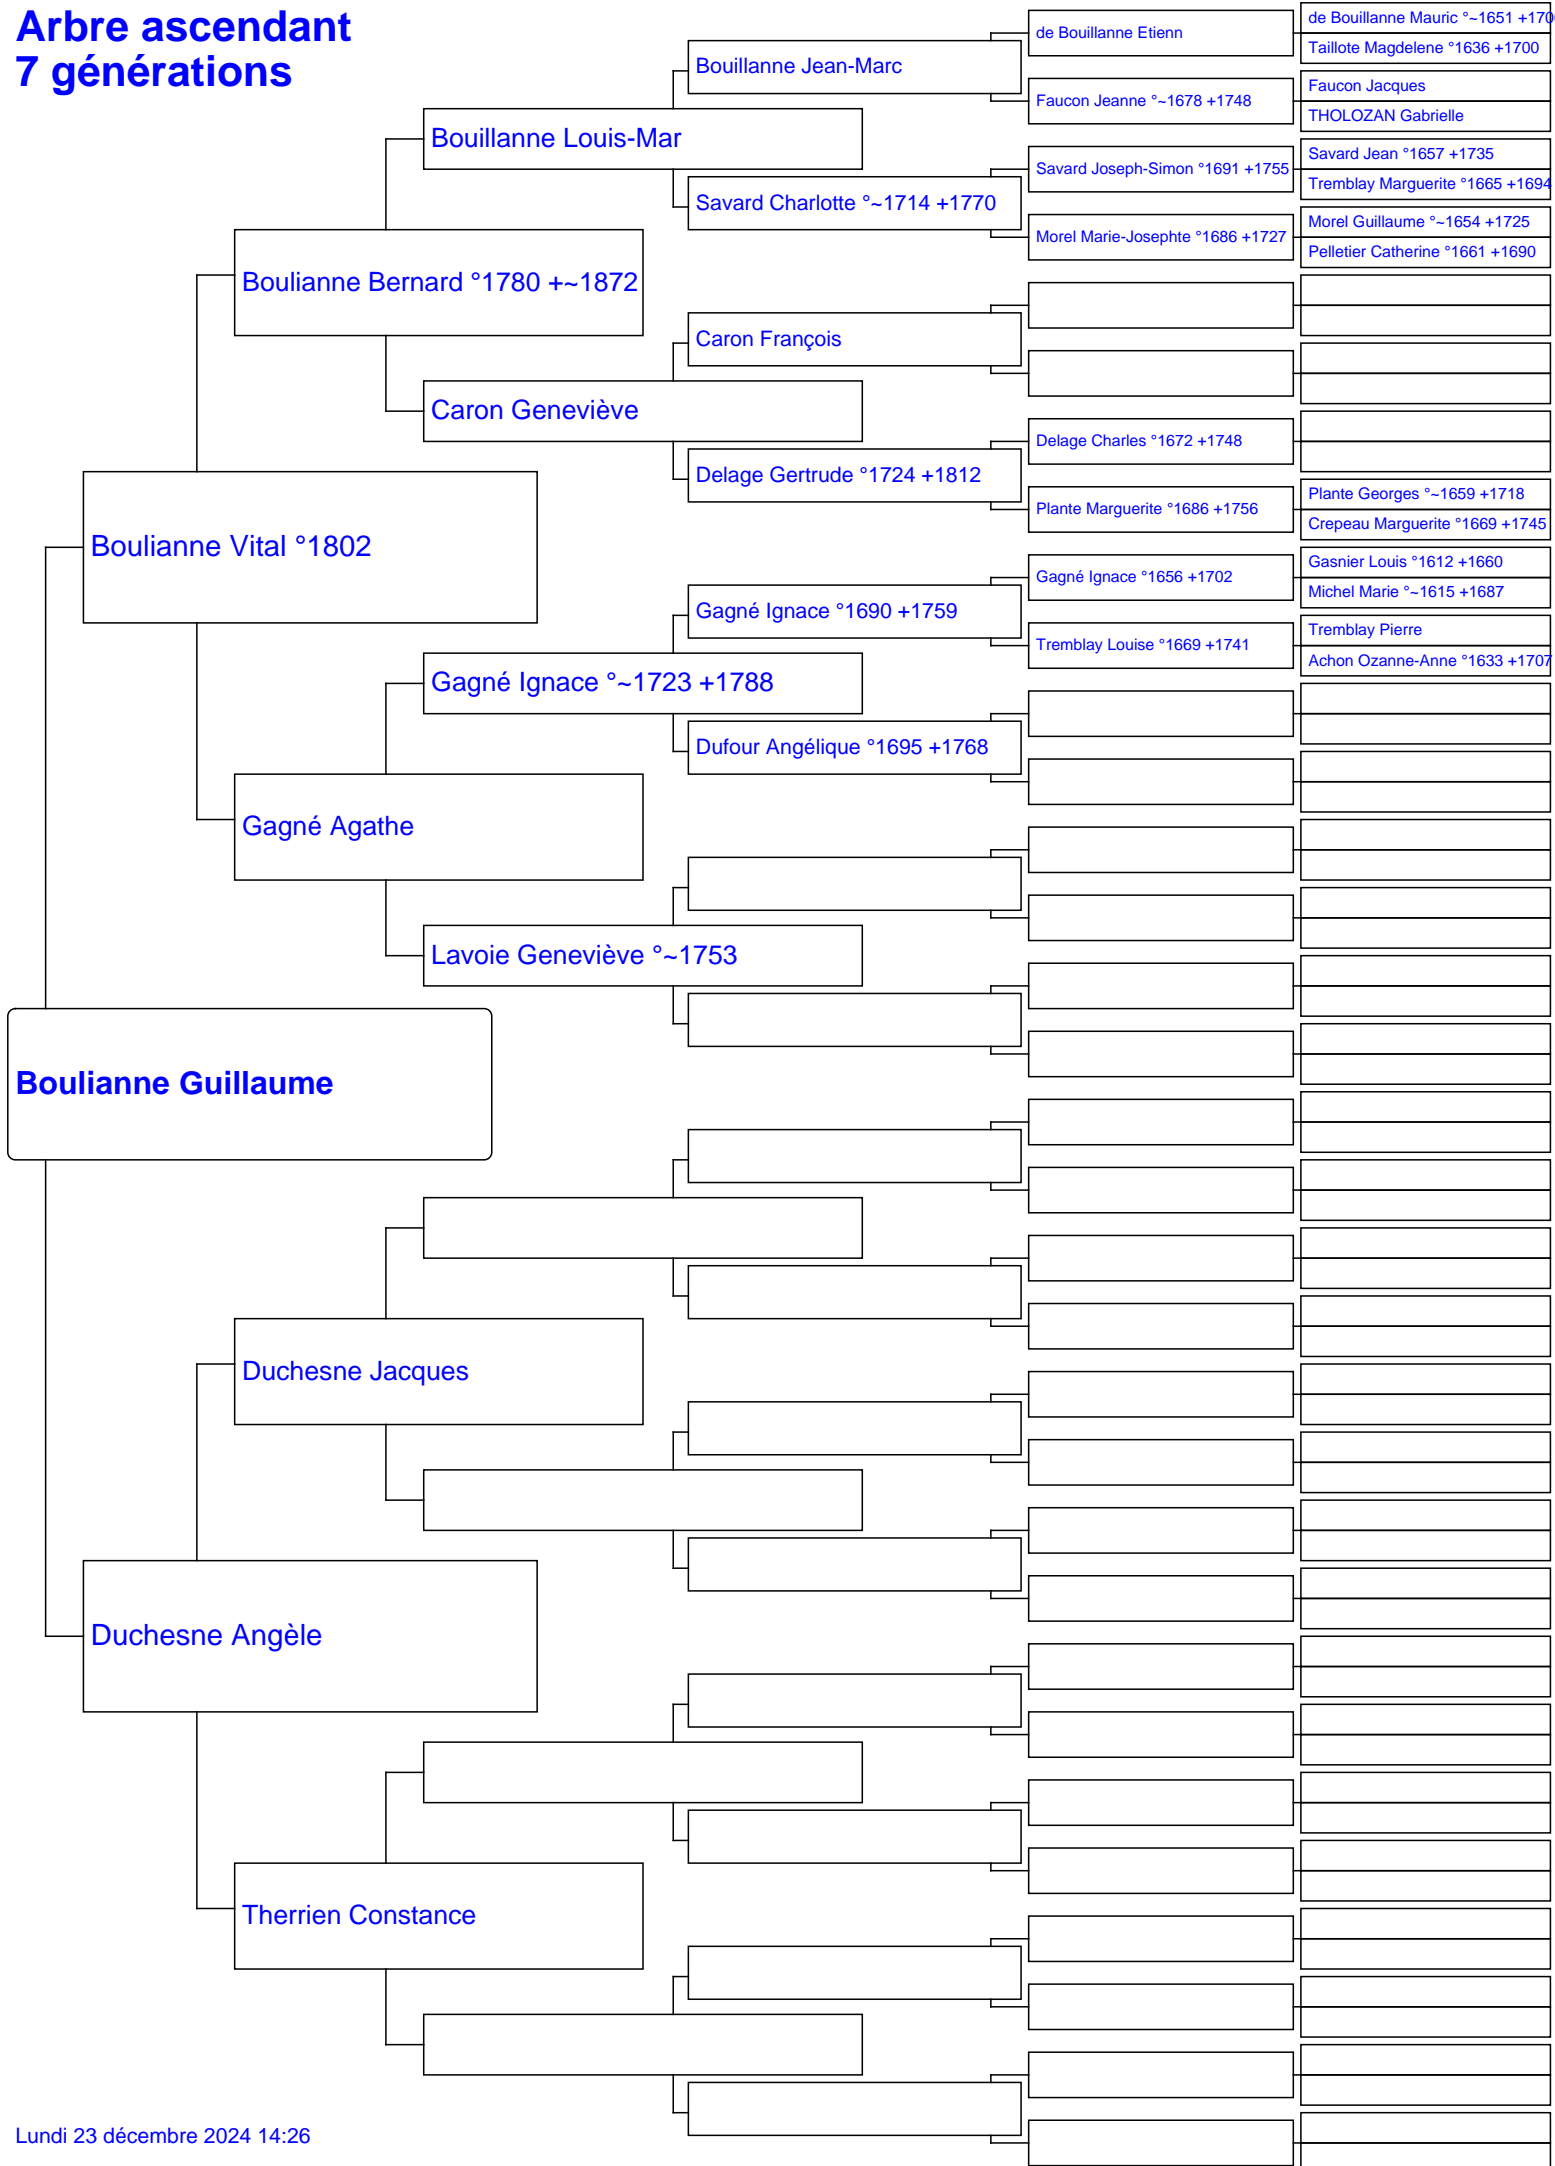 Arbre ascendant
7 générations
de Bouillanne Mauric °~1651 +170
de Bouillanne Etienn
Taillote Magdelene °1636 +1700
Bouillanne Jean-Marc
Faucon Jacques
Faucon Jeanne °~1678 +1748
THOLOZAN Gabrielle
Bouillanne Louis-Mar
Savard Jean °1657 +1735
Savard Joseph-Simon °1691 +1755
Tremblay Marguerite °1665 +1694
Savard Charlotte °~1714 +1770
Morel Guillaume °~1654 +1725
Morel Marie-Josephte °1686 +1727
Pelletier Catherine °1661 +1690
Boulianne Bernard °1780 +~1872
Caron François
Caron Geneviève
Delage Charles °1672 +1748
Delage Gertrude °1724 +1812
Plante Georges °~1659 +1718
Plante Marguerite °1686 +1756
Crepeau Marguerite °1669 +1745
Boulianne Vital °1802
Gasnier Louis °1612 +1660
Gagné Ignace °1656 +1702
Michel Marie °~1615 +1687
Gagné Ignace °1690 +1759
Tremblay Pierre
Tremblay Louise °1669 +1741
Achon Ozanne-Anne °1633 +1707
Gagné Ignace °~1723 +1788
Dufour Angélique °1695 +1768
Gagné Agathe
Lavoie Geneviève °~1753
Boulianne Guillaume
Duchesne Jacques
Duchesne Angèle
Therrien Constance
Lundi 23 décembre 2024 14:26